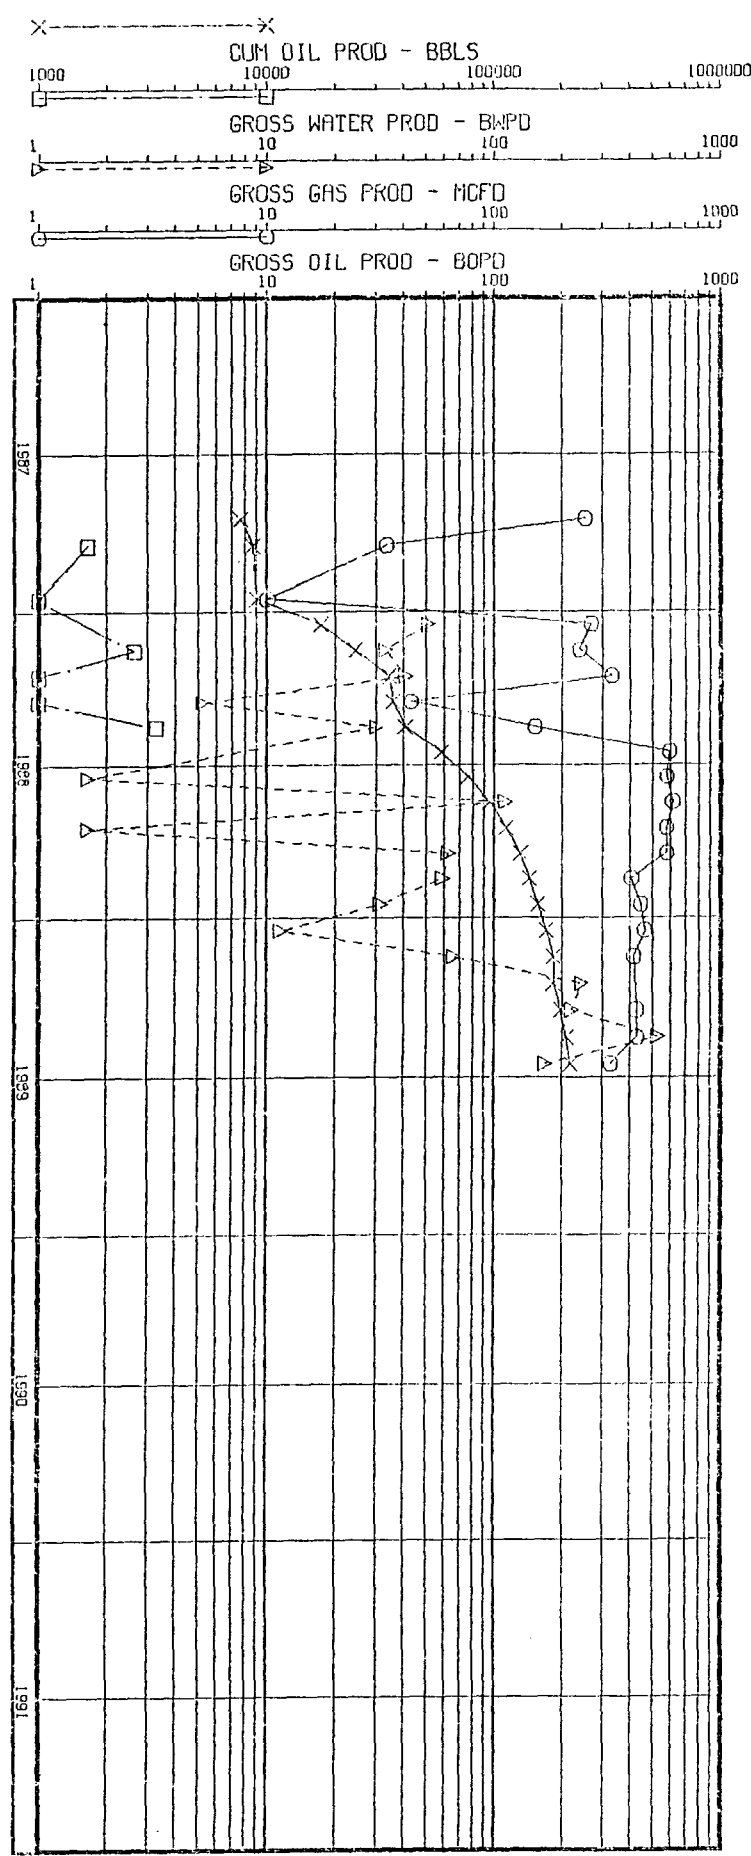 CUM OIL PROD - BBLS
1000 10000 100000 1000000
GROSS WATER PROD - BWPD
1 10 100 1000
GROSS GAS PROD - MCFD
1 10 100 1000
GROSS OIL PROD - BOPD
1 10 100 1000
1987
1988
1989
1990
1991